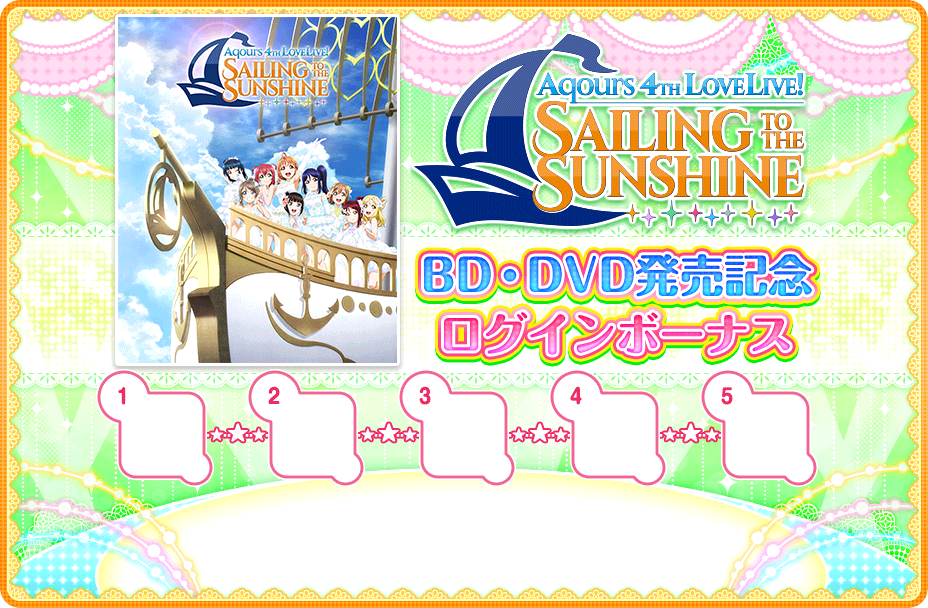 Aqours 4TH LOVELIVE!
SAILING TO THE
SUNSHINE
Aqours 4TH LOVELIVE!
SAILING TO THE
SUNSHINE
BD・DVD発売記念
ログインボーナス
1 2 3 4 5